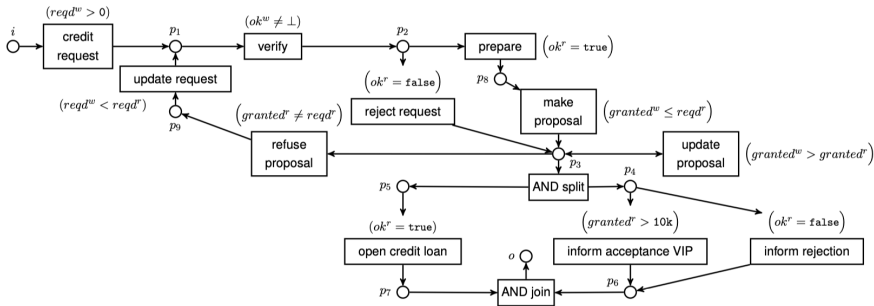 (reqd^w > 0)
i
credit
request
p1
(ok^w ≠ ⊥)
verify
p2
prepare
(ok^r = true)
update request
(reqd^w < reqd^r)
p9
(ok^r = false)
reject request
p8
make
proposal
(granted^w ≤ reqd^r)
(granted^r ≠ reqd^r)
refuse
proposal
p3
update
proposal
(granted^w > granted^r)
p5
AND split
p4
(ok^r = true)
open credit loan
(granted^r > 10k)
inform acceptance VIP
(ok^r = false)
inform rejection
o
p7
AND join
p6